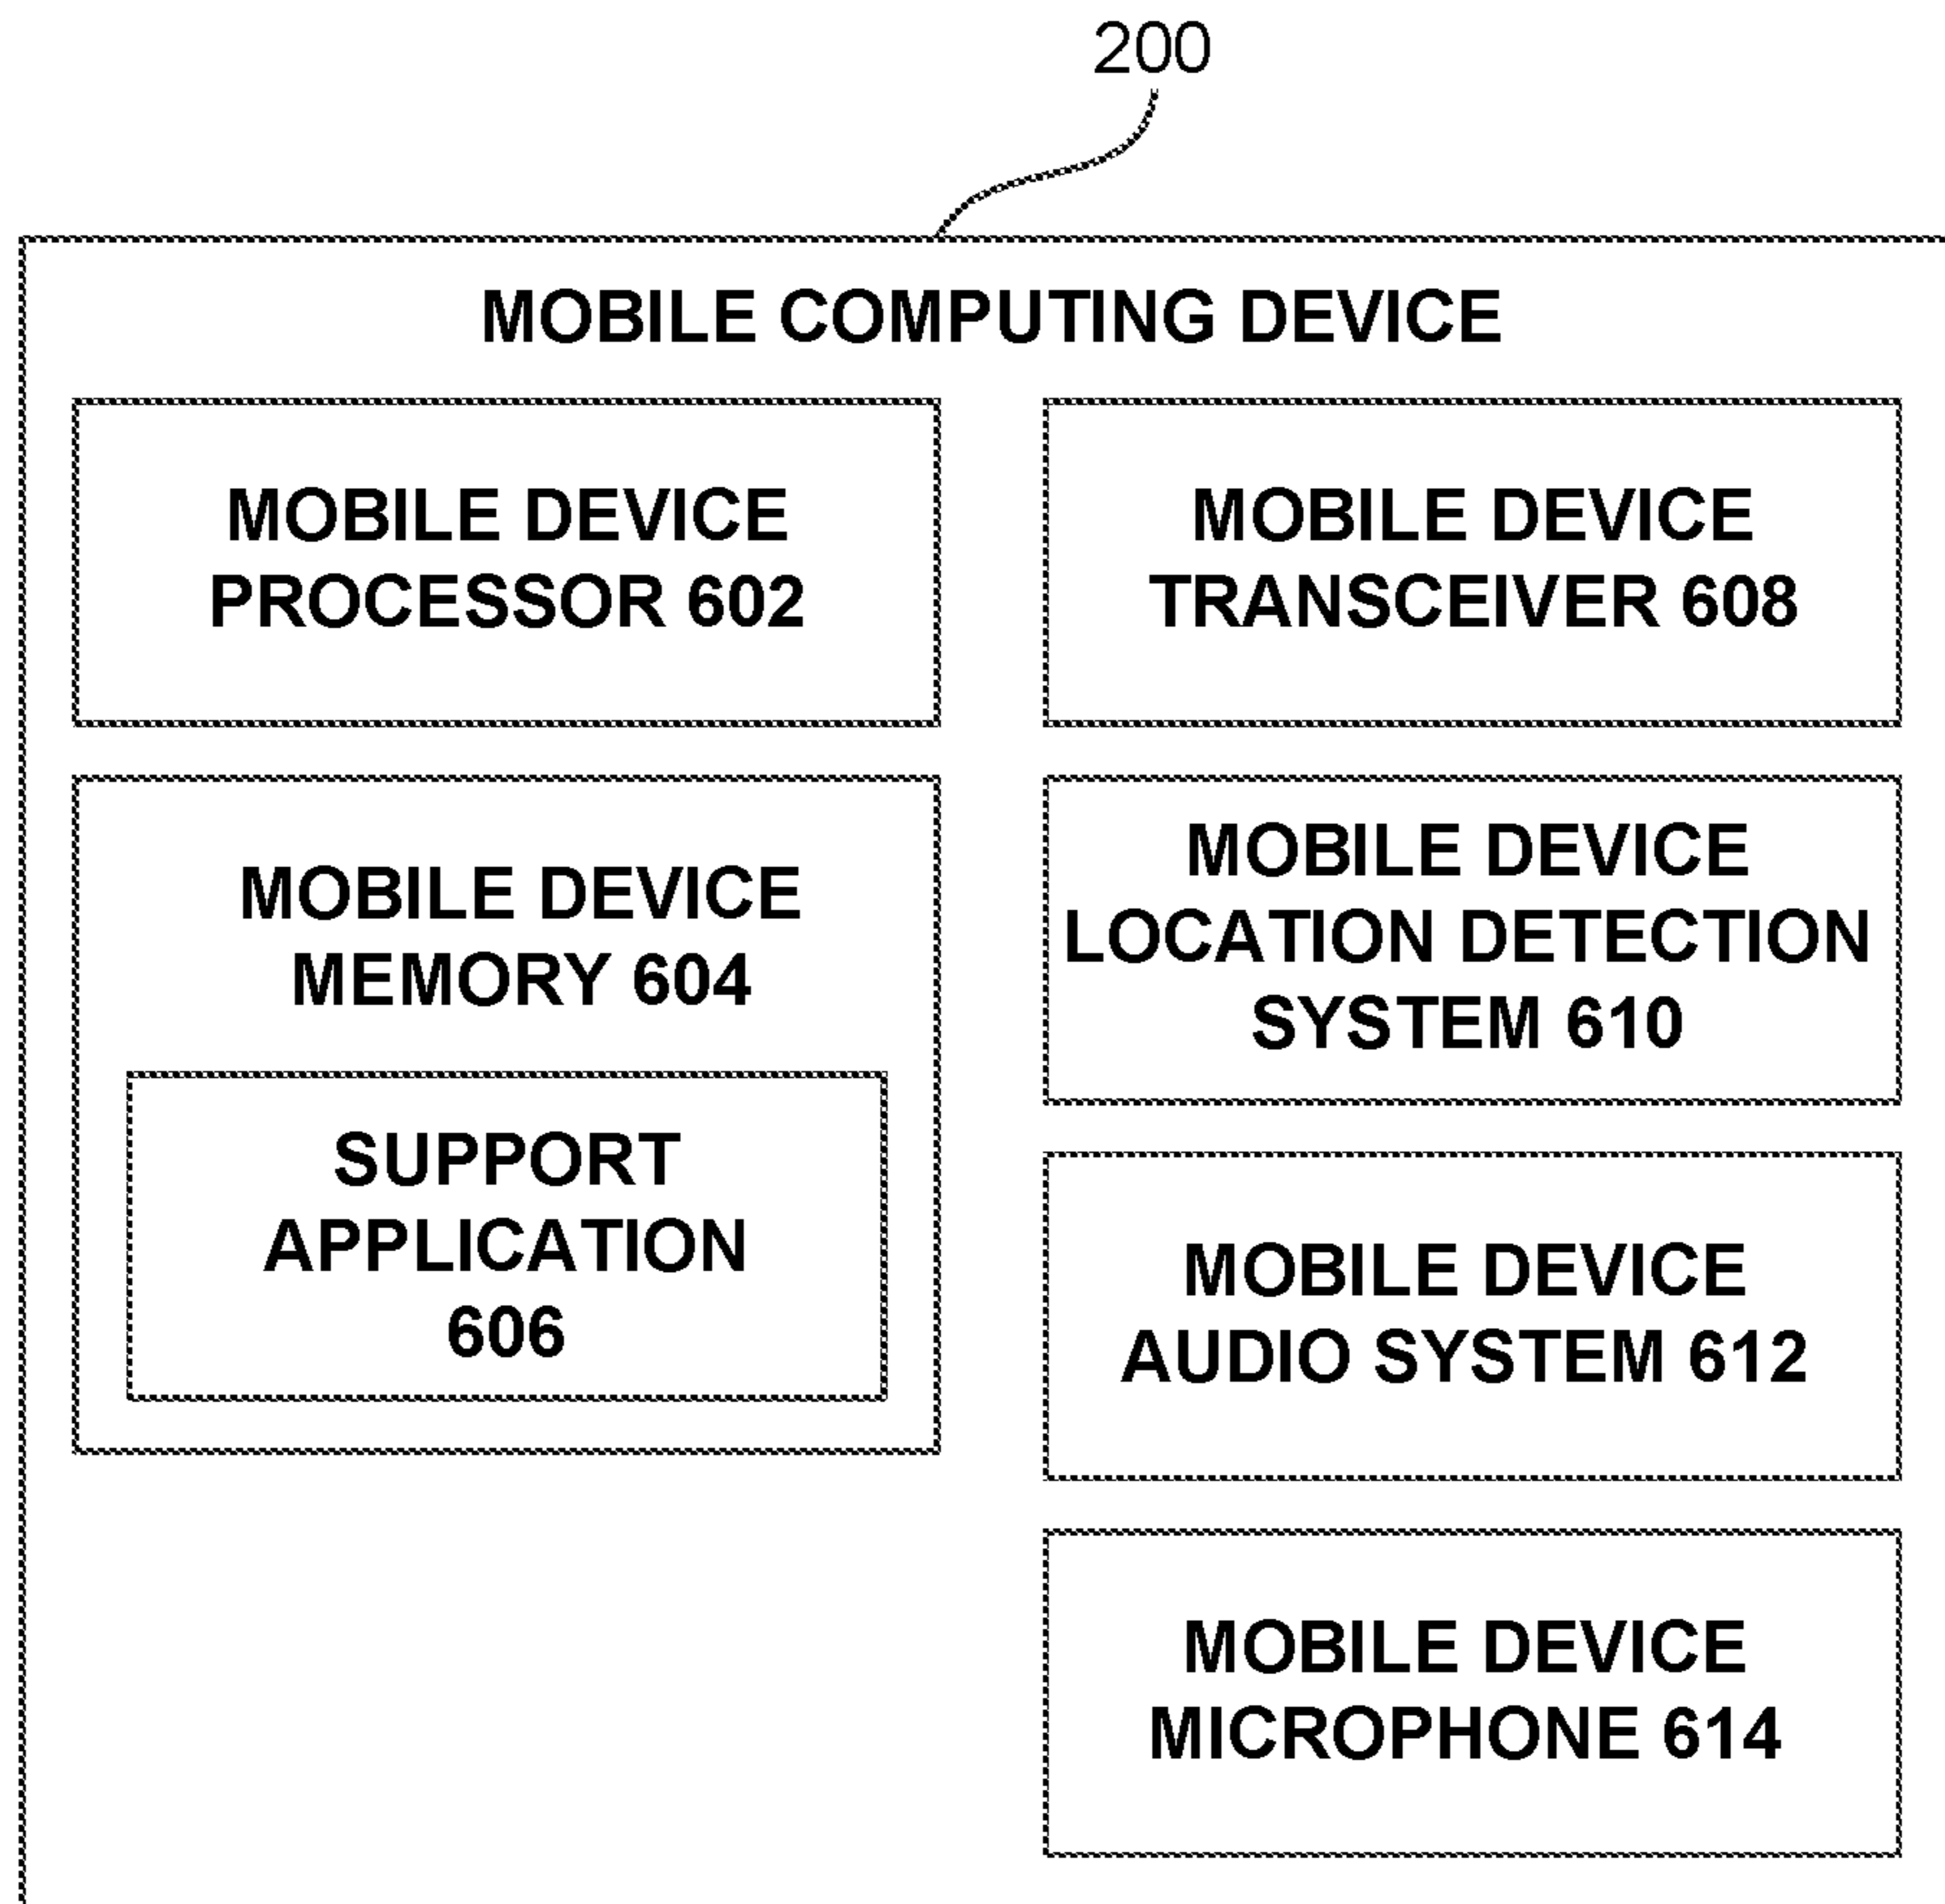 200
MOBILE COMPUTING DEVICE
MOBILE DEVICE
PROCESSOR 602
MOBILE DEVICE
MEMORY 604
SUPPORT
APPLICATION
606
MOBILE DEVICE
TRANSCEIVER 608
MOBILE DEVICE
LOCATION DETECTION
SYSTEM 610
MOBILE DEVICE
AUDIO SYSTEM 612
MOBILE DEVICE
MICROPHONE 614